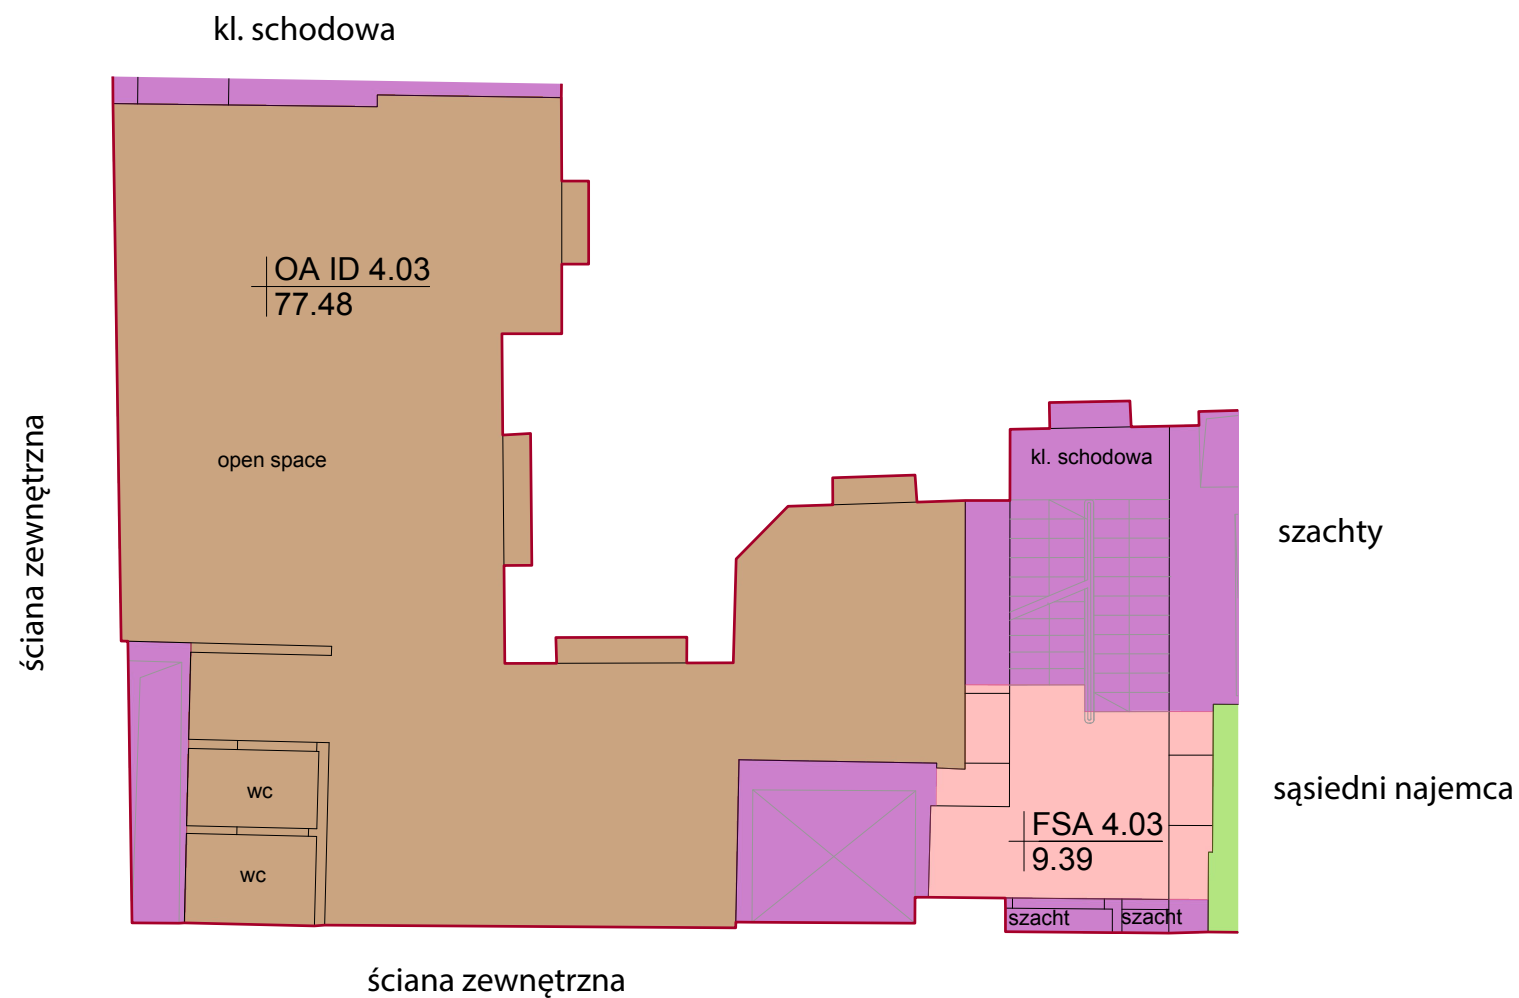 kl. schodowa
OA ID 4.03
77.48
ściana zewnętrzna
open space
kl. schodowa
szachty
wc
wc
sąsiedni najemca
FSA 4.03
9.39
szacht
szacht
ściana zewnętrzna